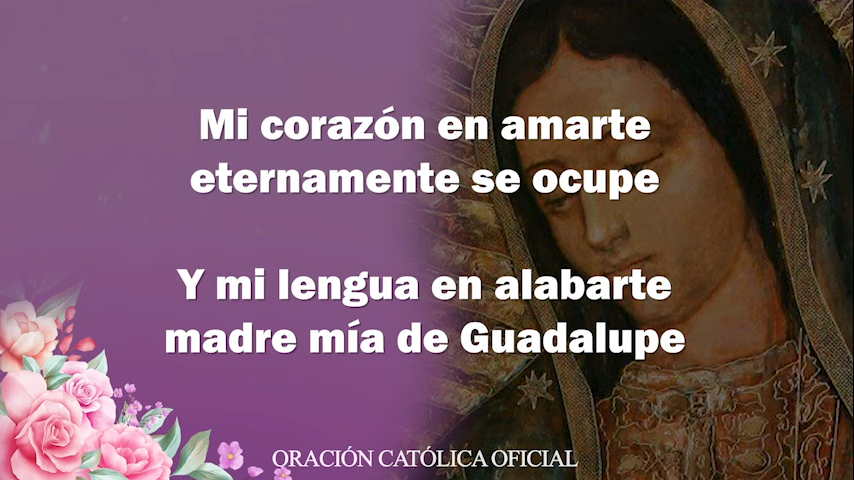 Mi corazón en amarte
eternamente se ocupe
Y mi lengua en alabarte
madre mía de Guadalupe
ORACIÓN CATÓLICA OFICIAL